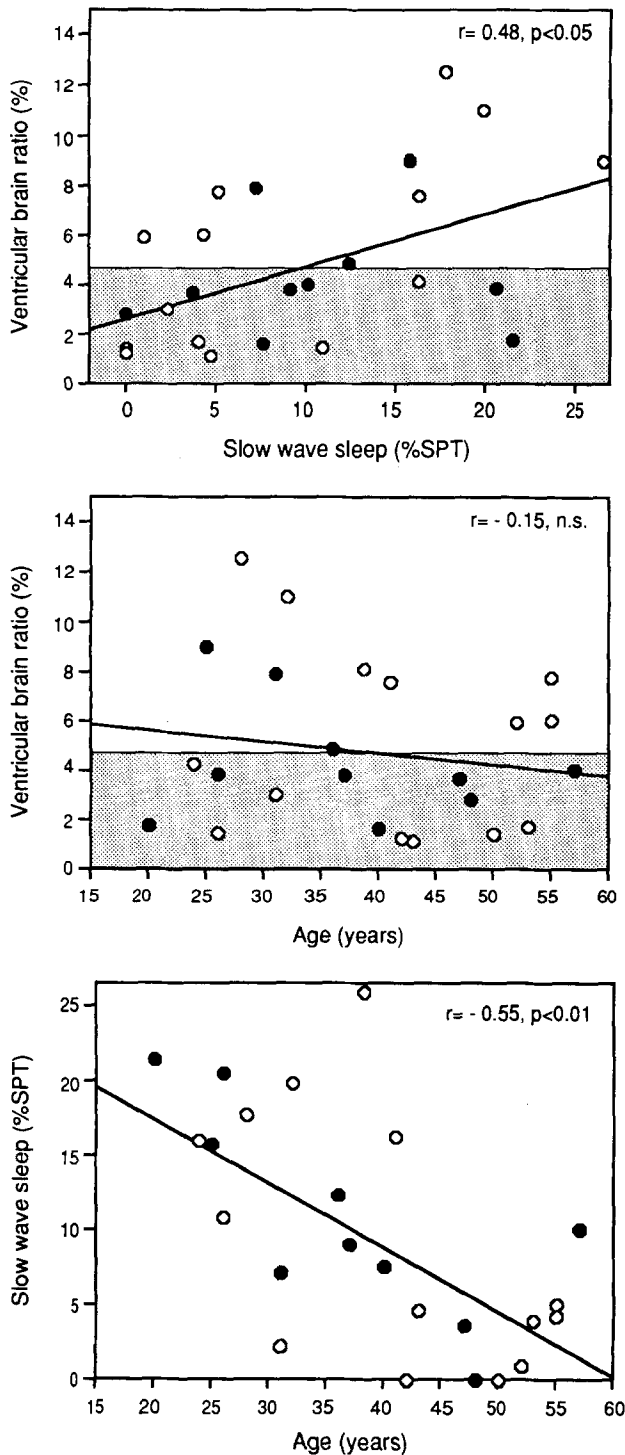 r= 0.48, p<0.05
Ventricular brain ratio (%)
14
12
10
8
6
4
2
0
0 5 10 15 20 25
Slow wave sleep (%SPT)
r= - 0.15, n.s.
Ventricular brain ratio (%)
14
12
10
8
6
4
2
0
15 20 25 30 35 40 45 50 55 60
Age (years)
r= - 0.55, p<0.01
Slow wave sleep (%SPT)
25
20
15
10
5
0
15 20 25 30 35 40 45 50 55 60
Age (years)